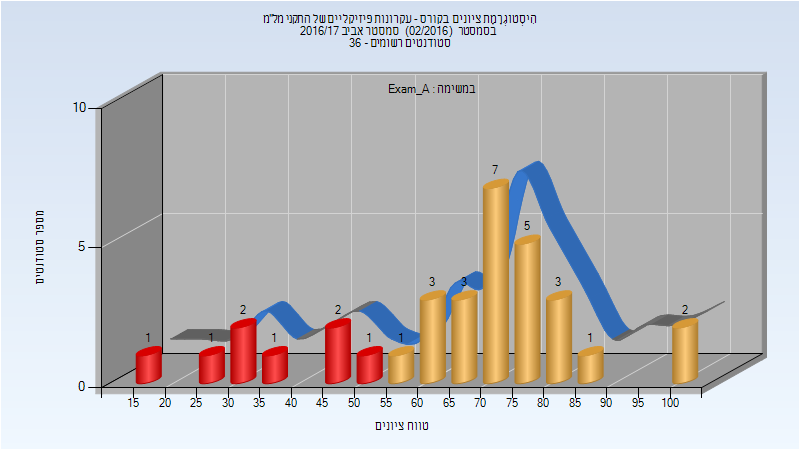 הִיסְטוֹגְרָמַת ציונים בקורס - עקרונות פיזיקליים של התקני מל"מ
בסמסטר (02/2016) סמסטר אביב 2016/17
סטודנטים רשומים - 36
במשימה : Exam_A
מספר סטודנטים
10
5
0
1
1
2
1
2
1
1
3
3
7
5
3
1
2
15 20 25 30 35 40 45 50 55 60 65 70 75 80 85 90 95 100
טווח ציונים